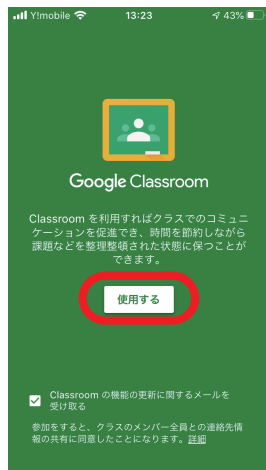 Y!mobile 13:23 43%
Google Classroom
Classroom を利用すればクラスでのコミュニ
ケーションを促進でき、時間を節約しながら
課題などを整理整頓された状態に保つことが
できます。
使用する
Classroom の機能の更新に関するメールを
受け取る
参加をすると、クラスのメンバー全員との連絡先情
報の共有に同意したことになります。詳細